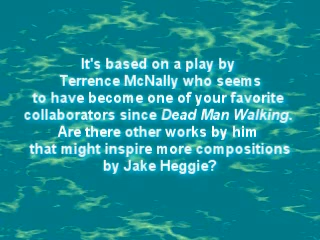 It's based on a play by
Terrence McNally who seems
to have become one of your favorite
collaborators since Dead Man Walking.
Are there other works by him
that might inspire more compositions
by Jake Heggie?